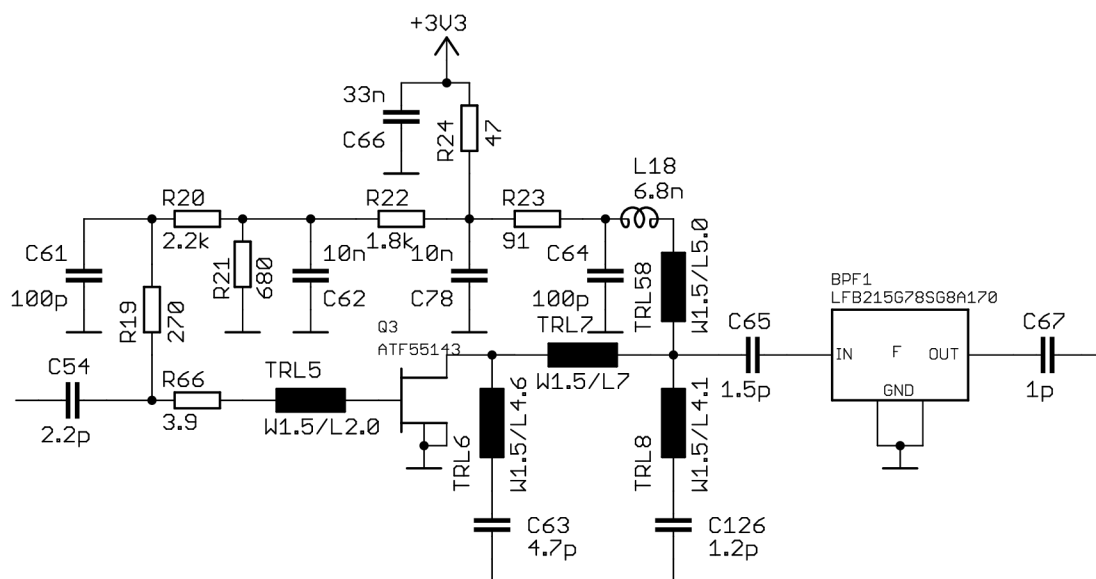 +3V3
33n
C66
R24
47
L18
6.8n
R20
2.2k
R22
1.8k
R23
91
C61
100p
R21
680
10n
C62
10n
C78
C64
100p
TRL58
W1.5/L5.0
R19
270
Q3
ATF55143
TRL7
W1.5/L7
BPF1
LFB215G78SG8A170
C65
1.5p
IN
F
OUT
GND
C67
1p
C54
2.2p
R66
3.9
TRL5
W1.5/L2.0
TRL6
W1.5/L4.6
TRL8
W1.5/L4.1
C63
4.7p
C126
1.2p